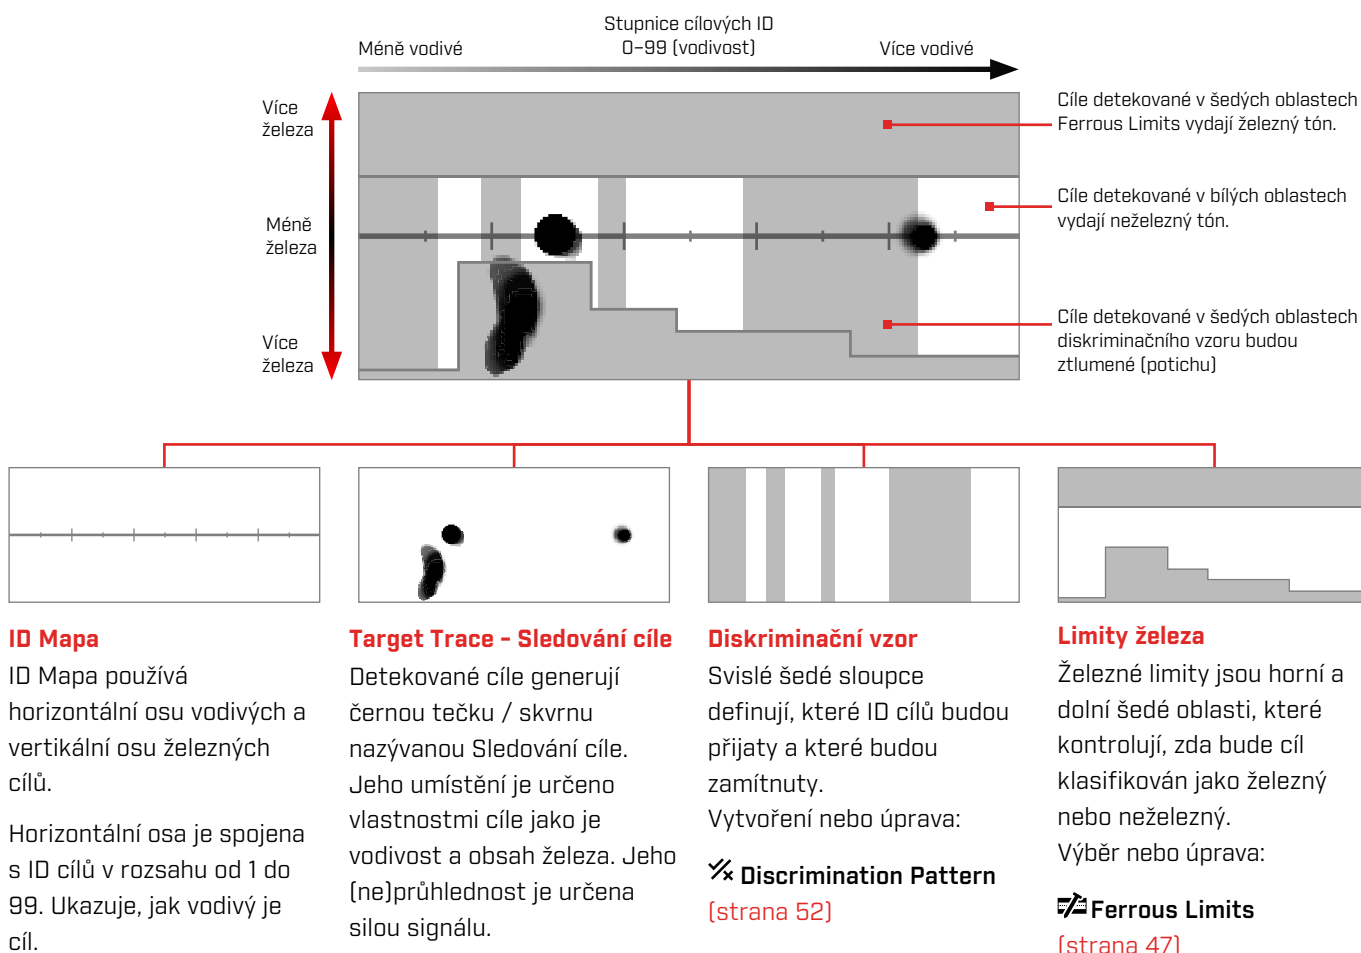 Stupnice cílových ID
0–99 (vodivost)
Méně vodivé
Více vodivé
Více
železa
Méně
železa
Více
železa
Cíle detekované v šedých oblastech
Ferrous Limits vydají železný tón.
Cíle detekované v bílých oblastech
vydají neželezný tón.
Cíle detekované v šedých oblastech
diskriminačního vzoru budou
ztlumené (potichu)
ID Mapa
ID Mapa používá
horizontální osu vodivých a
vertikální osu železných
cílů.
Horizontální osa je spojena
s ID cílů v rozsahu od 1 do
99. Ukazuje, jak vodivý je
cíl.
Target Trace - Sledování cíle
Detekované cíle generují
černou tečku / skvrnu
nazývanou Sledování cíle.
Jeho umístění je určeno
vlastnostmi cíle jako je
vodivost a obsah železa. Jeho
(ne)průhlednost je určena
silou signálu.
Diskriminační vzor
Svislé šedé sloupce
definují, které ID cílů budou
přijaty a které budou
zamítnuty.
Vytvoření nebo úprava:
Discrimination Pattern
(strana 52)
Limity železa
Železné limity jsou horní a
dolní šedé oblasti, které
kontrolují, zda bude cíl
klasifikován jako železný
nebo neželezný.
Výběr nebo úprava:
Ferrous Limits
(strana 47)